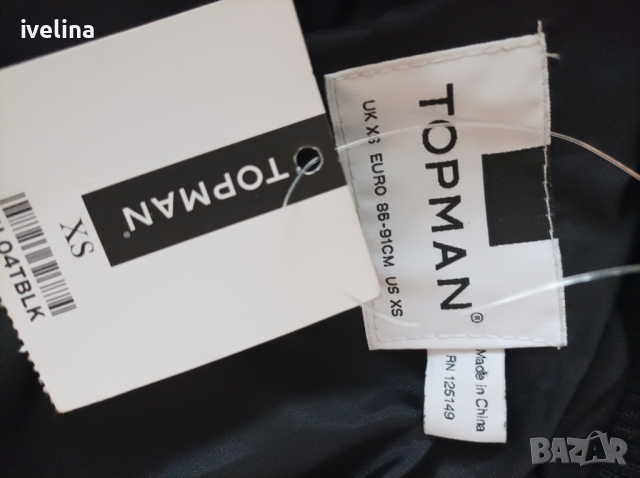 ivelina
TOPMAN®
XS
04TBLK
TOPMAN®
UK XS EURO 86-91CM US XS
Made in China
RN 125149
BAZAR